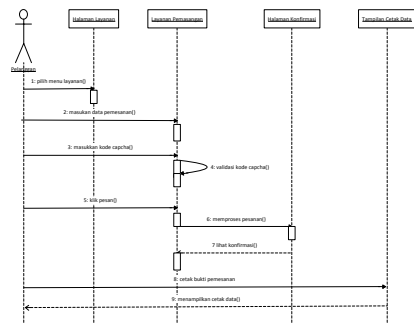 Halaman Layanan
Layanan Pemasangan
Halaman Konfirmasi
Tampilan Cetak Data
Pelanggan
1: pilih menu layanan()
2: masukan data pemesanan()
3: masukkan kode capcha()
4: validasi kode capcha()
5: klik pesan()
6: memproses pesanan()
7 lihat konfirmasi()
8: cetak bukti pemesanan
9: menampilkan cetak data()